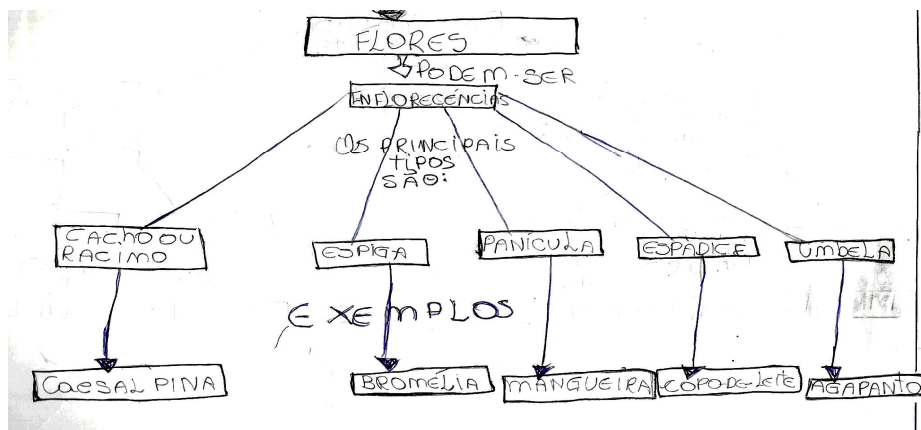 FLORES
PODEM-SER
INFLORECÊNCIAS
OS PRINCIPAIS
TIPOS
SÃO:
CACHO OU
RACIMO
ESPIGA
PANÍCULA
ESPÁDICE
UMBELA
EXEMPLOS
CAESALPINA
BROMÉLIA
MANGUEIRA
COPO-DE-LEITE
AGAPANTO